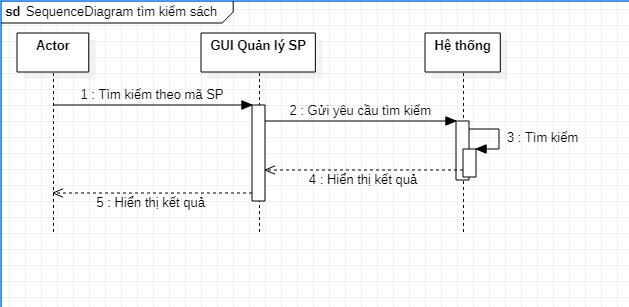 sd SequenceDiagram tìm kiếm sách
Actor
GUI Quản lý SP
Hệ thống
1 : Tìm kiếm theo mã SP
2 : Gửi yêu cầu tìm kiếm
3 : Tìm kiếm
4 : Hiển thị kết quả
5 : Hiển thị kết quả